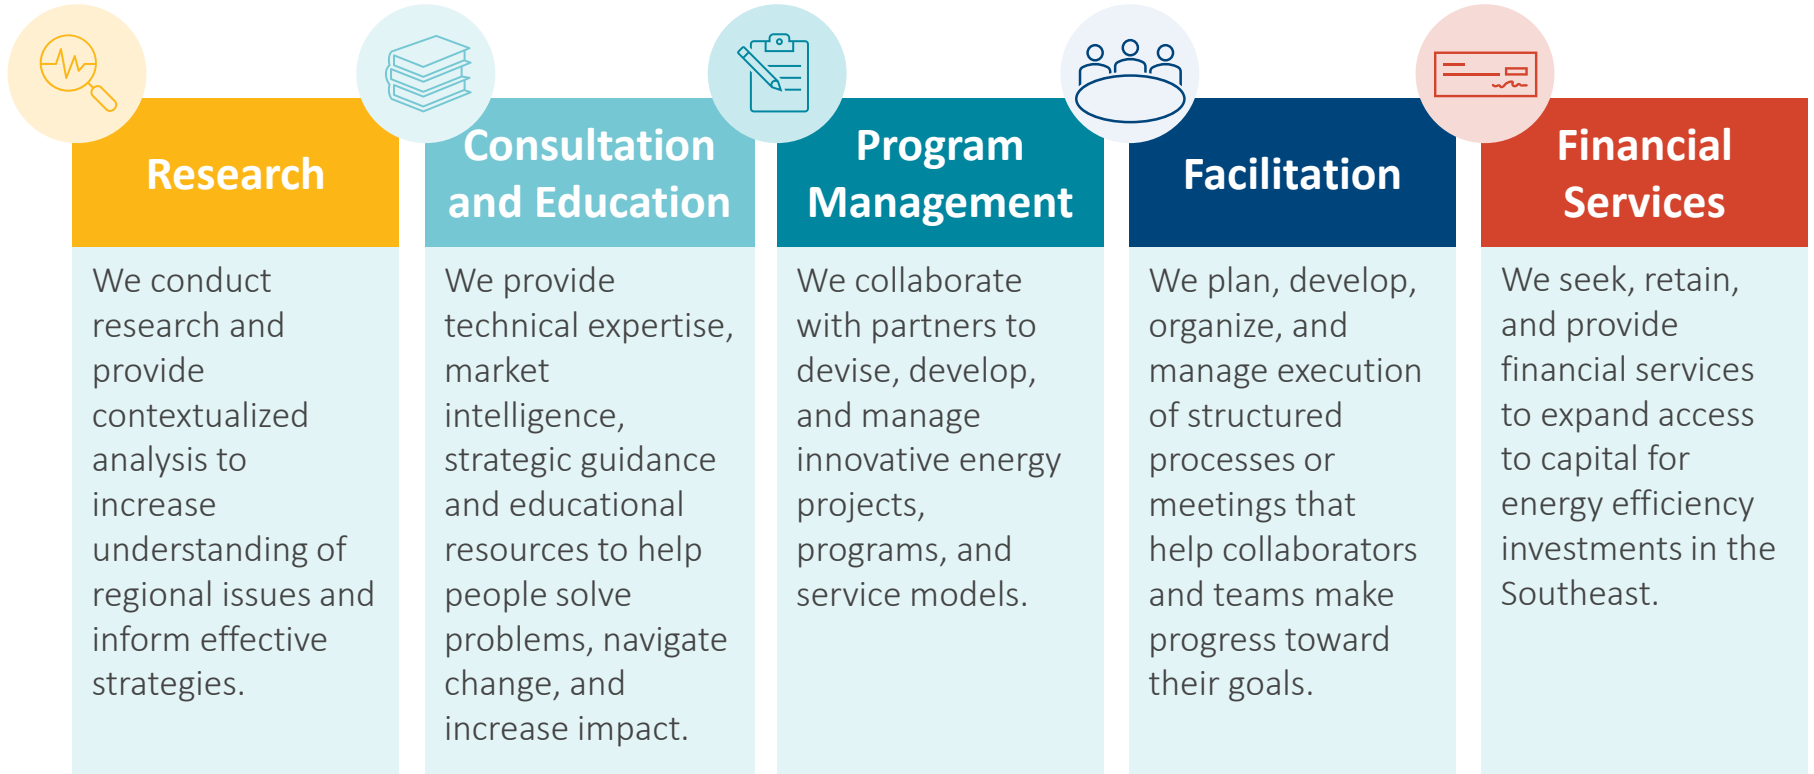 Research
We conduct
research and
provide
contextualized
analysis to
increase
understanding of
regional issues and
inform effective
strategies.
Consultation
and Education
We provide
technical expertise,
market
intelligence,
strategic guidance
and educational
resources to help
people solve
problems, navigate
change, and
increase impact.
Program
Management
We collaborate
with partners to
devise, develop,
and manage
innovative energy
projects,
programs, and
service models.
Facilitation
We plan, develop,
organize, and
manage execution
of structured
processes or
meetings that
help collaborators
and teams make
progress toward
their goals.
Financial
Services
We seek, retain,
and provide
financial services
to expand access
to capital for
energy efficiency
investments in the
Southeast.